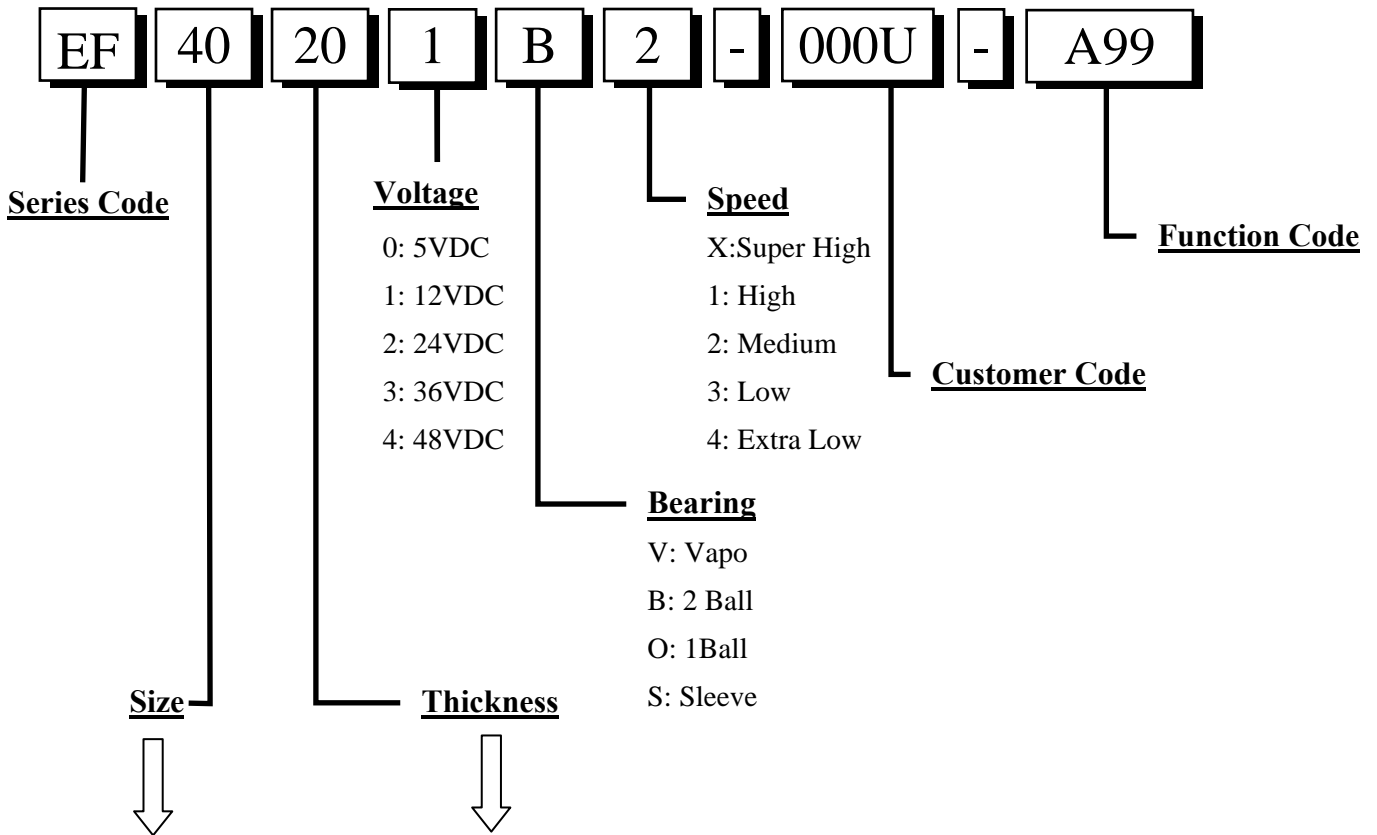 EF 40 20 1 B 2 - 000U - A99
Series Code
Voltage
0: 5VDC
1: 12VDC
2: 24VDC
3: 36VDC
4: 48VDC
Speed
X:Super High
1: High
2: Medium
3: Low
4: Extra Low
Function Code
Customer Code
Bearing
V: Vapo
B: 2 Ball
O: 1Ball
S: Sleeve
Size
Thickness